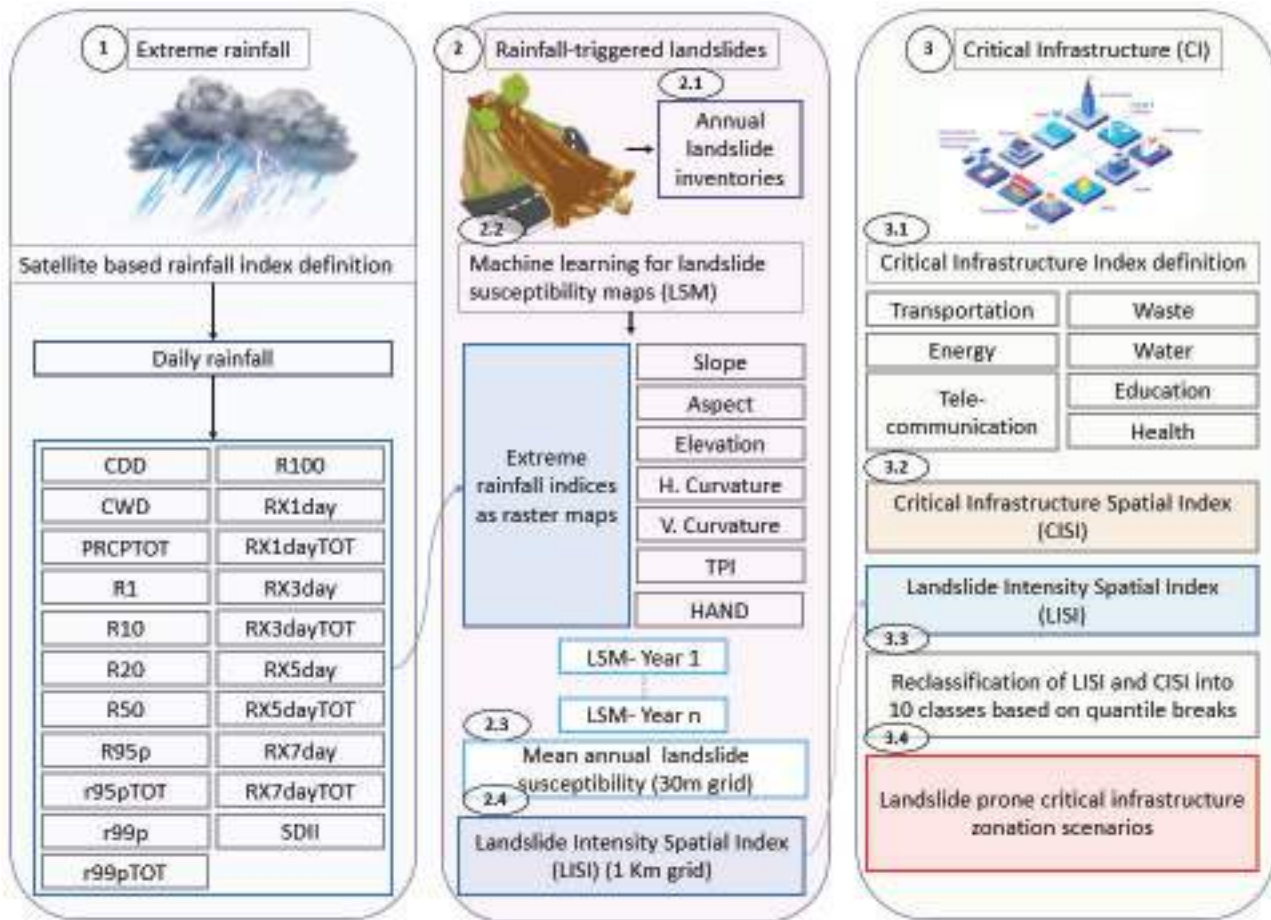 1 Extreme rainfall
Satellite based rainfall index definition
Daily rainfall
CDD
CWD
PRCPTOT
R1
R10
R20
R50
R95p
r95pTOT
r99p
r99pTOT
R100
RX1day
RX1dayTOT
RX3day
RX3dayTOT
RX5day
RX5dayTOT
RX7day
RX7dayTOT
SDII
2 Rainfall-triggered landslides
2.1
Annual
landslide
inventories
2.2
Machine learning for landslide
susceptibility maps (LSM)
Extreme
rainfall indices
as raster maps
Slope
Aspect
Elevation
H. Curvature
V. Curvature
TPI
HAND
LSM- Year 1
LSM- Year n
2.3
Mean annual landslide
susceptibility (30m grid)
2.4
Landslide Intensity Spatial Index
(LISI) (1 Km grid)
3 Critical Infrastructure (CI)
3.1
Critical Infrastructure Index definition
Transportation
Energy
Tele-
communication
Waste
Water
Education
Health
3.2
Critical Infrastructure Spatial Index
(CISI)
Landslide Intensity Spatial Index
(LISI)
3.3
Reclassification of LISI and CISI into
10 classes based on quantile breaks
3.4
Landslide prone critical infrastructure
zonation scenarios